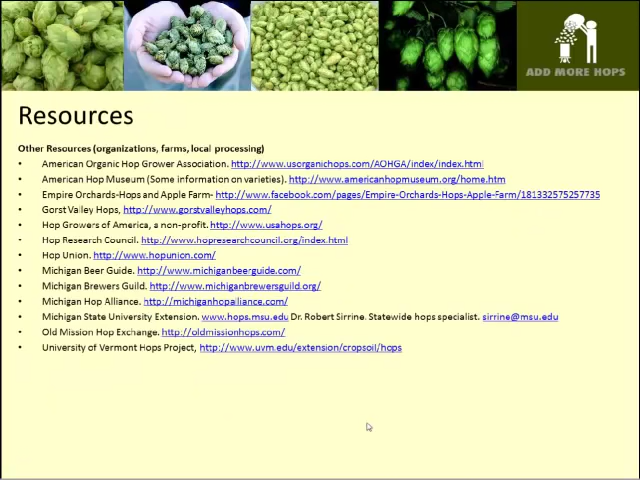 ADD MORE HOPS
Resources
Other Resources (organizations, farms, local processing)
• American Organic Hop Grower Association. http://www.usorganichops.com/AOHGA/index/index.html
• American Hop Museum (Some information on varieties). http://www.americanhopmuseum.org/home.htm
• Empire Orchards-Hops and Apple Farm- http://www.facebook.com/pages/Empire-Orchards-Hops-Apple-Farm/181332575257735
• Gorst Valley Hops, http://www.gorstvalleyhops.com/
• Hop Growers of America, a non-profit. http://www.usahops.org/
• Hop Research Council. http://www.hopresearchcouncil.org/index.html
• Hop Union. http://www.hopunion.com/
• Michigan Beer Guide. http://www.michiganbeerguide.com/
• Michigan Brewers Guild. http://www.michiganbrewersguild.org/
• Michigan Hop Alliance. http://michiganhopalliance.com/
• Michigan State University Extension. www.hops.msu.edu Dr. Robert Sirrine. Statewide hops specialist. sirrine@msu.edu
• Old Mission Hop Exchange. http://oldmissionhops.com/
• University of Vermont Hops Project, http://www.uvm.edu/extension/cropsoil/hops